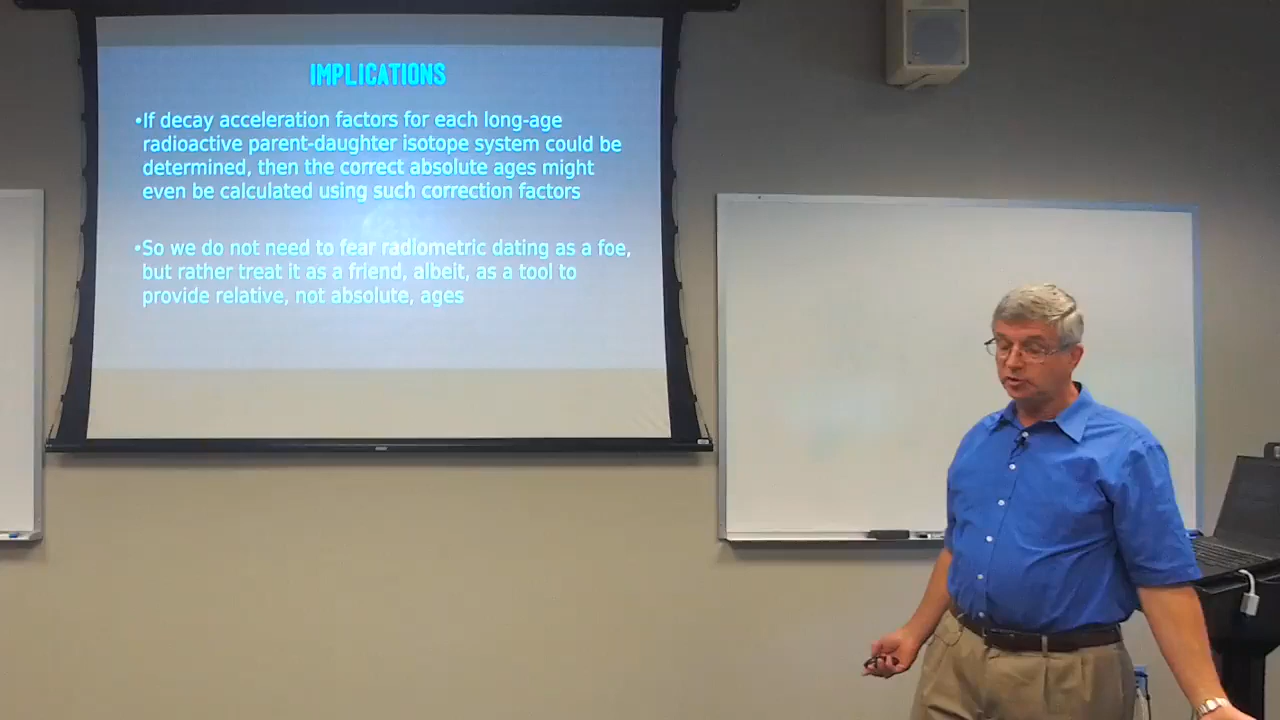 IMPLICATIONS
•If decay acceleration factors for each long-age
radioactive parent-daughter isotope system could be
determined, then the correct absolute ages might
even be calculated using such correction factors
•So we do not need to fear radiometric dating as a foe,
but rather treat it as a friend, albeit, as a tool to
provide relative, not absolute, ages